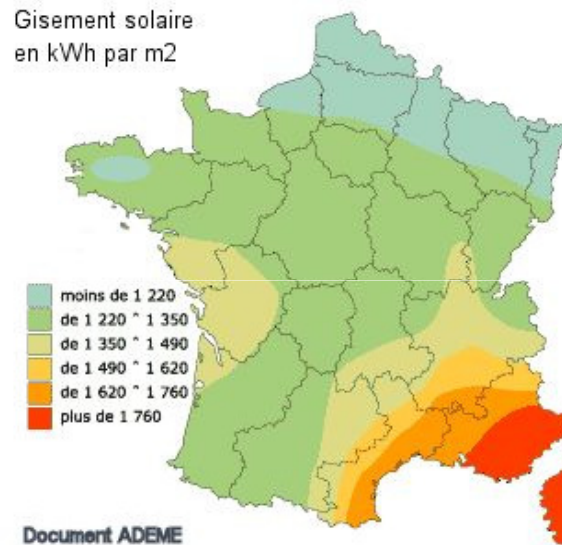 Gisement solaire
en kWh par m2
moins de 1 220
de 1 220 ˆ 1 350
de 1 350 ˆ 1 490
de 1 490 ˆ 1 620
de 1 620 ˆ 1 760
plus de 1 760
Document ADEME